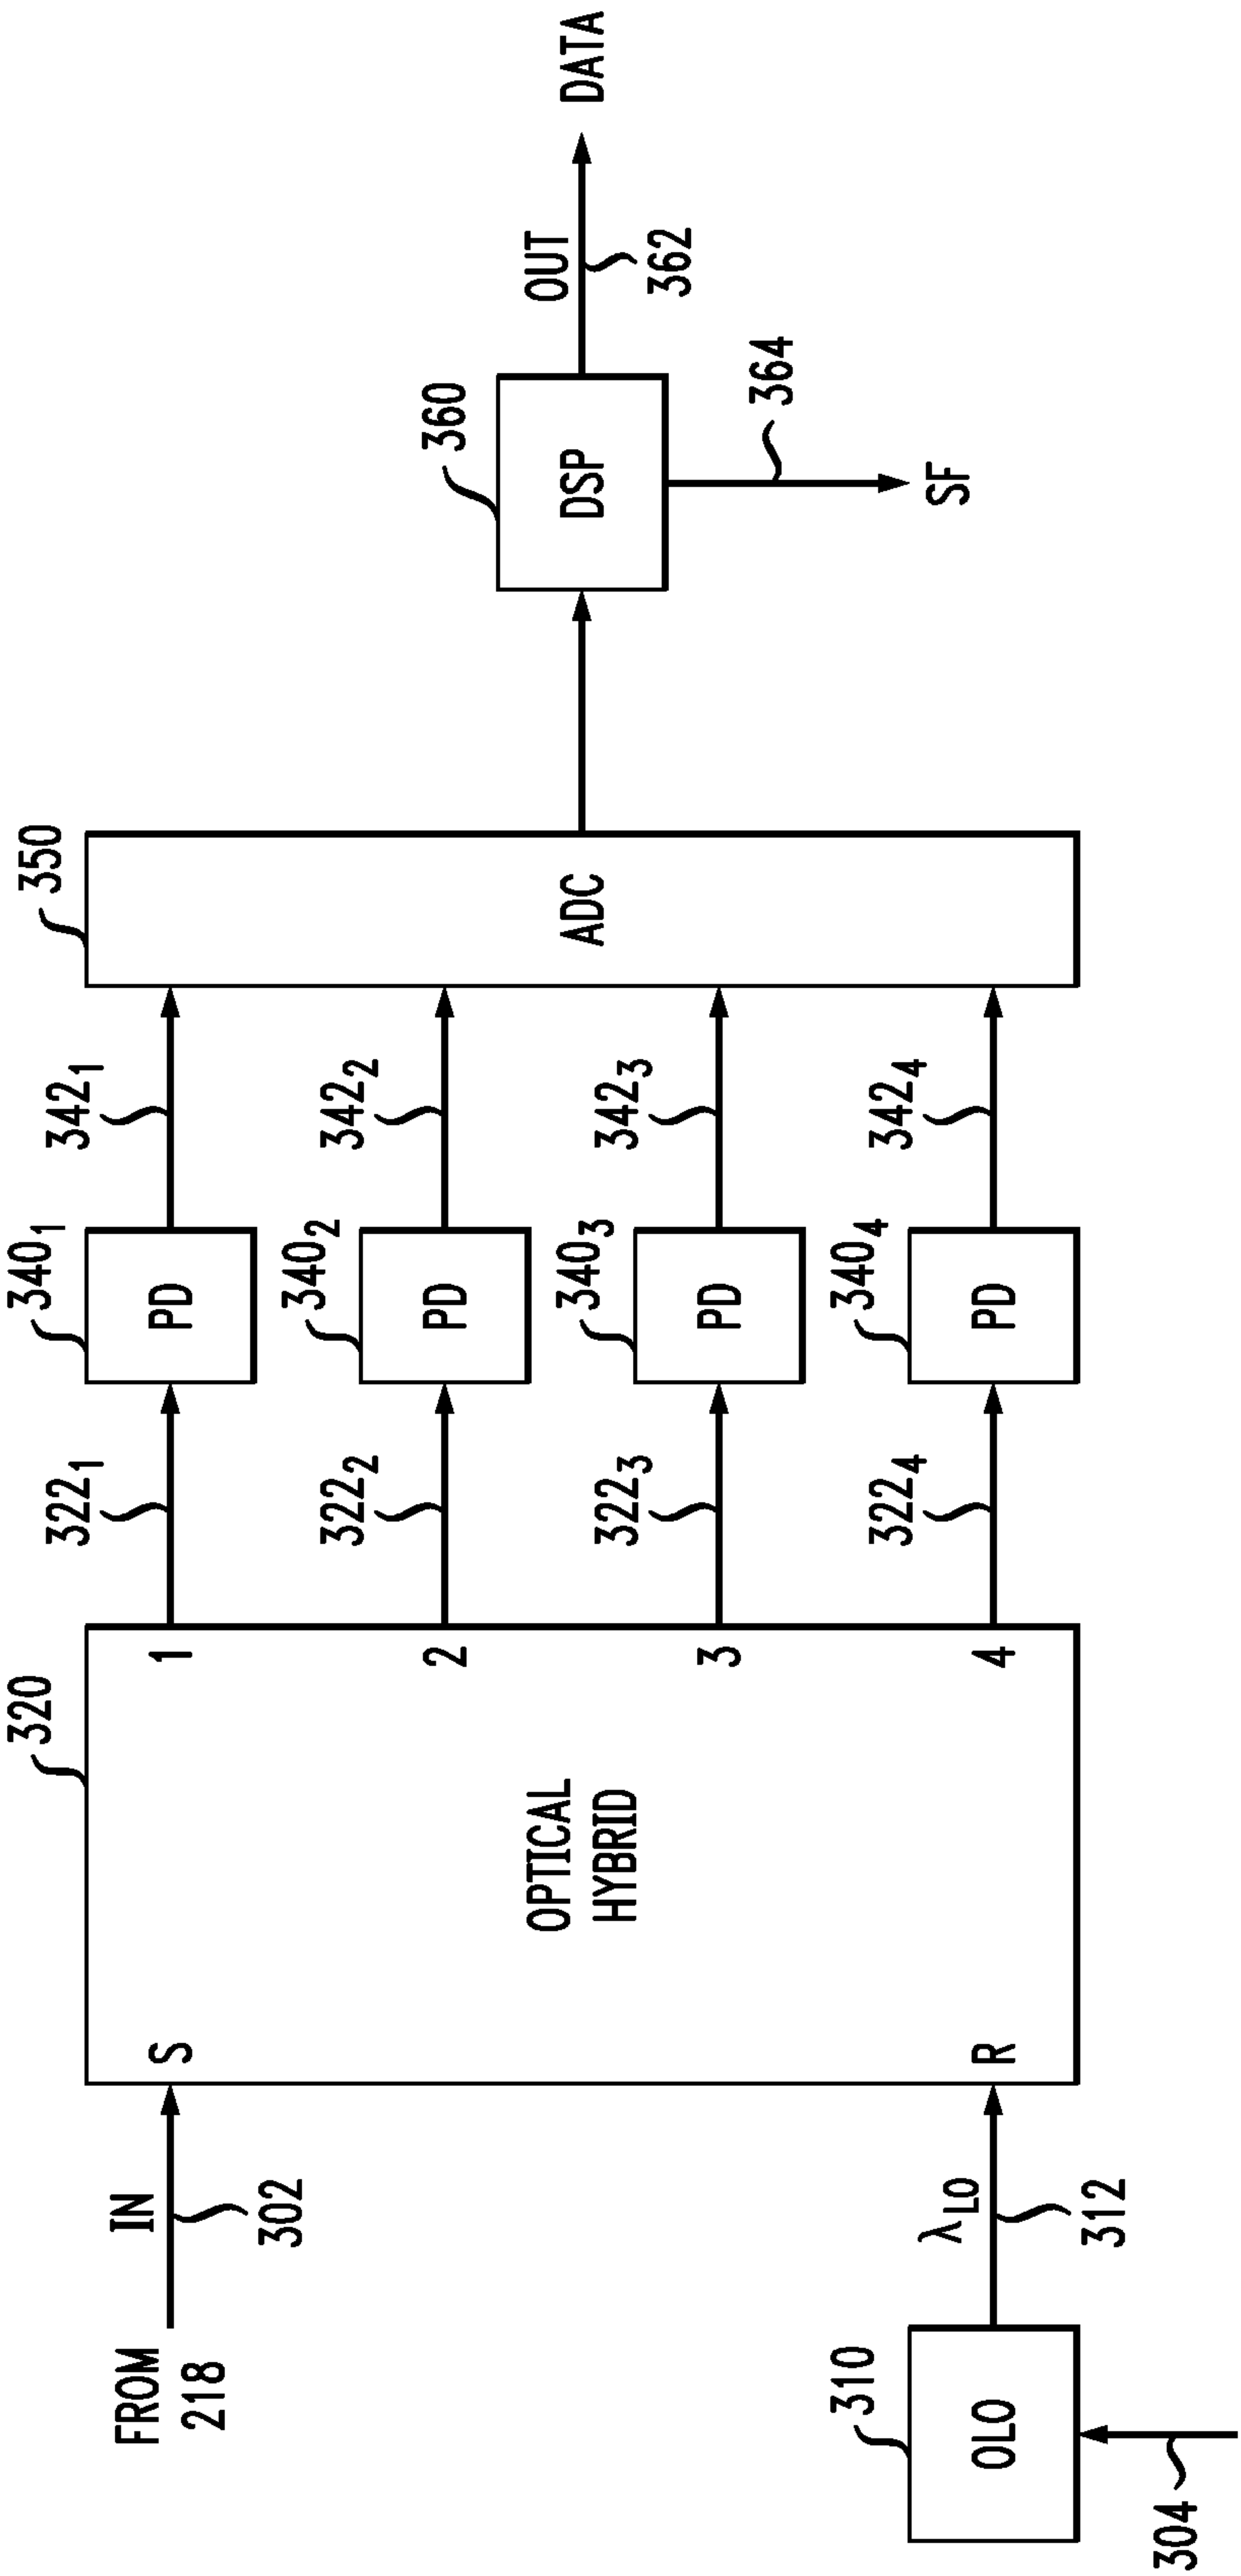 FROM
218
IN
302
S
320
OPTICAL
HYBRID
1
2
3
4
R
310
OLO
304
λLO
312
322₁
322₂
322₃
322₄
340₁
PD
340₂
PD
340₃
PD
340₄
PD
342₁
342₂
342₃
342₄
350
ADC
360
DSP
OUT
362
DATA
364
SF